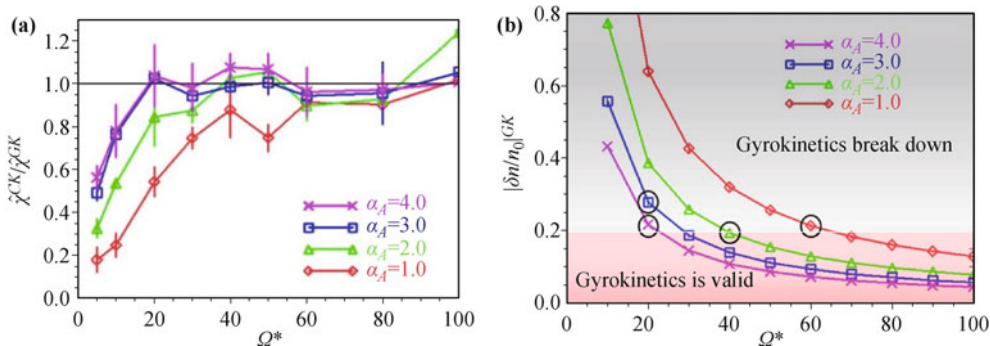 (a)
1.2
1.0
0.8
0.6
0.4
0.2
0.0
χ̂^CK/χ̂^GK
α_A=4.0
α_A=3.0
α_A=2.0
α_A=1.0
0 20 40 60 80 100
Ω*
(b)
0.8
0.6
0.4
0.2
0.0
|δn/n₀|^GK
α_A=4.0
α_A=3.0
α_A=2.0
α_A=1.0
Gyrokinetics break down
Gyrokinetics is valid
0 20 40 60 80 100
Ω*